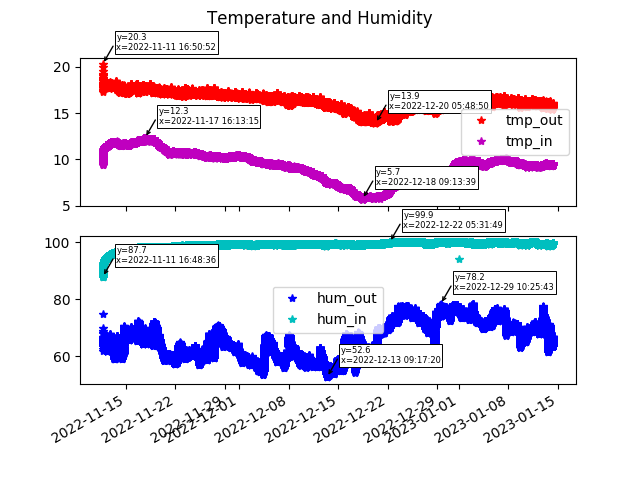 Temperature and Humidity
y=20.3
x=2022-11-11 16:50:52
20
15
10
5
y=12.3
x=2022-11-17 16:13:15
y=13.9
x=2022-12-20 05:48:50
tmp_out
tmp_in
y=5.7
x=2022-12-18 09:13:39
y=99.9
x=2022-12-22 05:31:49
100
80
60
y=87.7
x=2022-11-11 16:48:36
y=78.2
x=2022-12-29 10:25:43
hum_out
hum_in
y=52.6
x=2022-12-13 09:17:20
2022-11-15
2022-11-22
2022-11-29
2022-12-01
2022-12-08
2022-12-15
2022-12-22
2022-12-29
2023-01-01
2023-01-08
2023-01-15